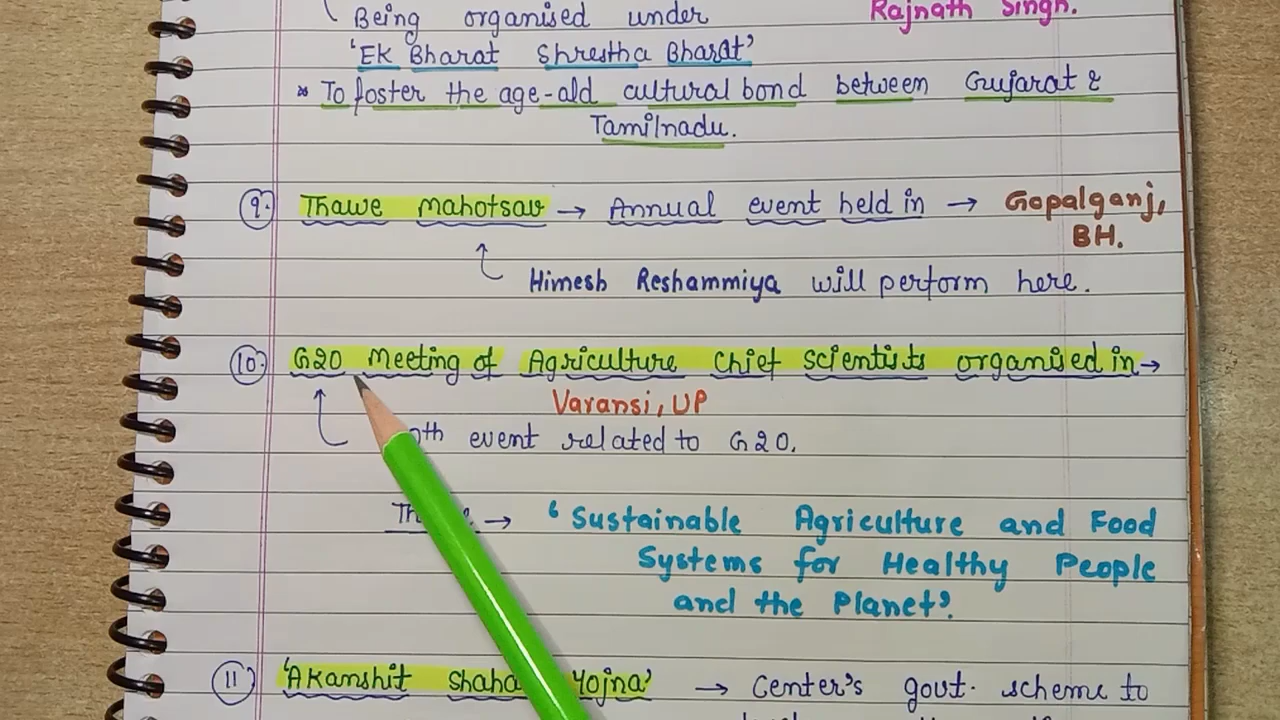 Being organised under Rajnath Singh.
'EK Bharat Shrestha Bharat'
* To foster the age-old cultural bond between Gujarat &
Tamilnadu.
9. Thawe Mahotsav → Annual event held in → Gopalganj,
BH.
Himesh Reshammiya will perform here.
10. G20 Meeting of Agriculture Chief Scientists organised in →
Varansi, UP
event related to G20.
→ 'Sustainable Agriculture and Food
Systems for Healthy People
and the Planet'.
11 'Akanshit Yojna' → Center's govt. scheme to